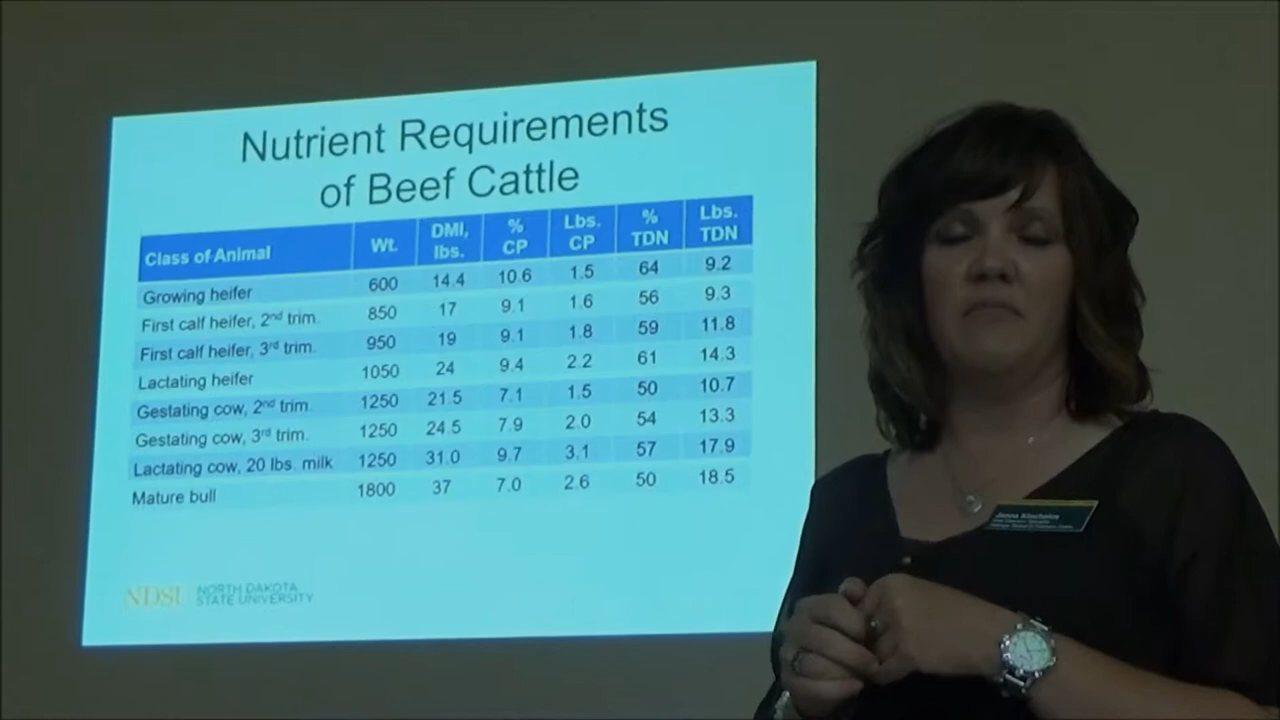 Nutrient Requirements
of Beef Cattle
Class of Animal Wt. DMI, lbs. % CP Lbs. CP % TDN Lbs. TDN
Growing heifer 600 14.4 10.6 1.5 64 9.2
First calf heifer, 2nd trim. 850 17 9.1 1.6 56 9.3
First calf heifer, 3rd trim. 950 19 9.1 1.8 59 11.8
Lactating heifer 1050 24 9.4 2.2 61 14.3
Gestating cow, 2nd trim. 1250 21.5 7.1 1.5 50 10.7
Gestating cow, 3rd trim. 1250 24.5 7.9 2.0 54 13.3
Lactating cow, 20 lbs. milk 1250 31.0 9.7 3.1 57 17.9
Mature bull 1800 37 7.0 2.6 50 18.5
NDSU NORTH DAKOTA
STATE UNIVERSITY